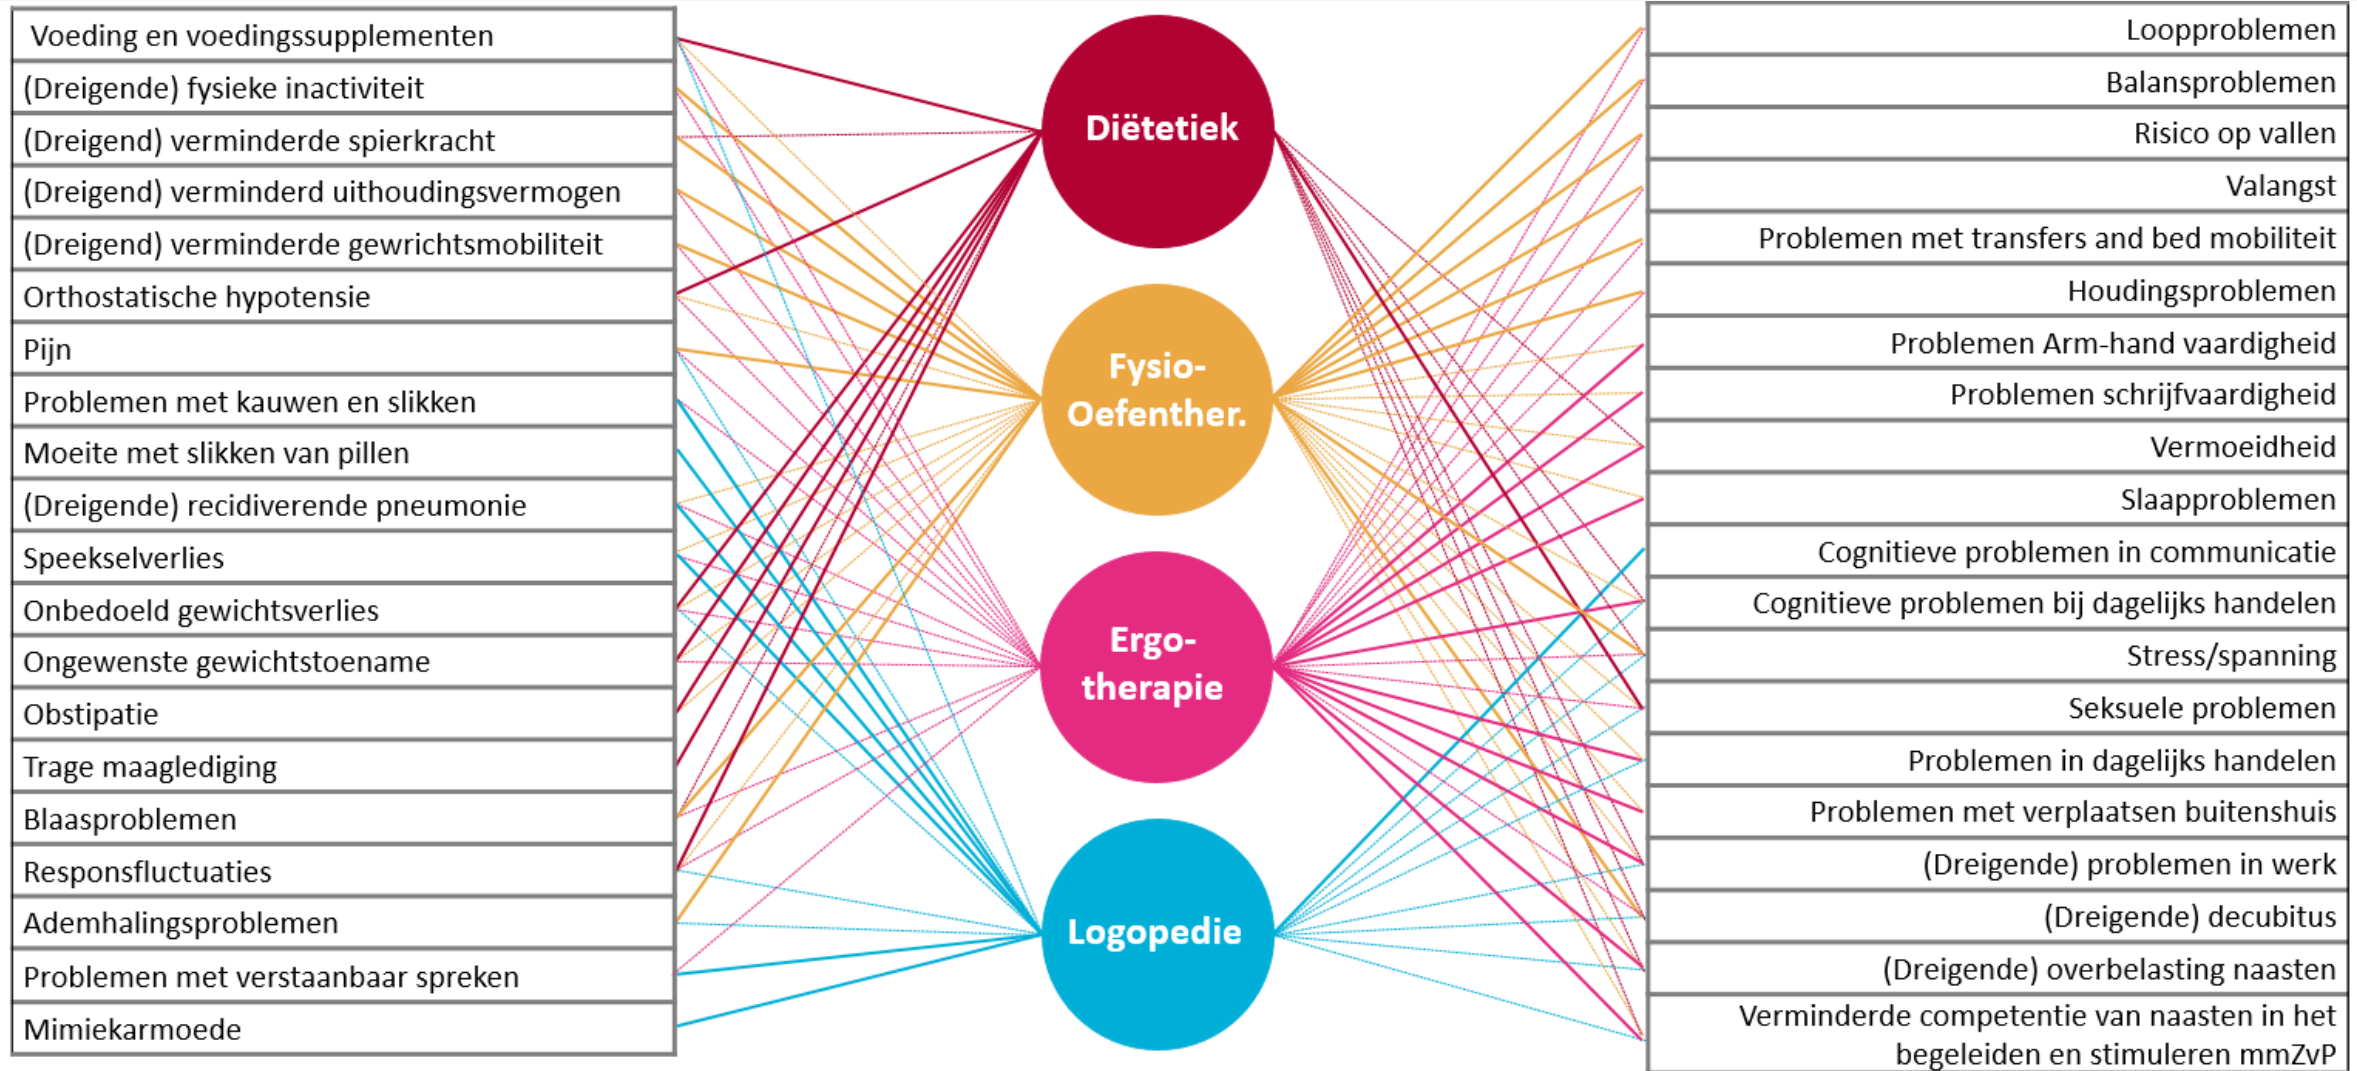 Voeding en voedingssupplementen
(Dreigende) fysieke inactiviteit
(Dreigend) verminderde spierkracht
(Dreigend) verminderd uithoudingsvermogen
(Dreigend) verminderde gewrichtsmobiliteit
Orthostatische hypotensie
Pijn
Problemen met kauwen en slikken
Moeite met slikken van pillen
(Dreigende) recidiverende pneumonie
Speekselverlies
Onbedoeld gewichtsverlies
Ongewenste gewichtstoename
Obstipatie
Trage maaglediging
Blaasproblemen
Responsfluctuaties
Ademhalingsproblemen
Problemen met verstaanbaar spreken
Mimiekarmoede
Diëtetiek
Fysio-
Oefenther.
Ergo-
therapie
Logopedie
Loopproblemen
Balansproblemen
Risico op vallen
Valangst
Problemen met transfers and bed mobiliteit
Houdingsproblemen
Problemen Arm-hand vaardigheid
Problemen schrijfvaardigheid
Vermoeidheid
Slaapproblemen
Cognitieve problemen in communicatie
Cognitieve problemen bij dagelijks handelen
Stress/spanning
Seksuele problemen
Problemen in dagelijks handelen
Problemen met verplaatsen buitenshuis
(Dreigende) problemen in werk
(Dreigende) decubitus
(Dreigende) overbelasting naasten
Verminderde competentie van naasten in het
begeleiden en stimuleren mmZvP